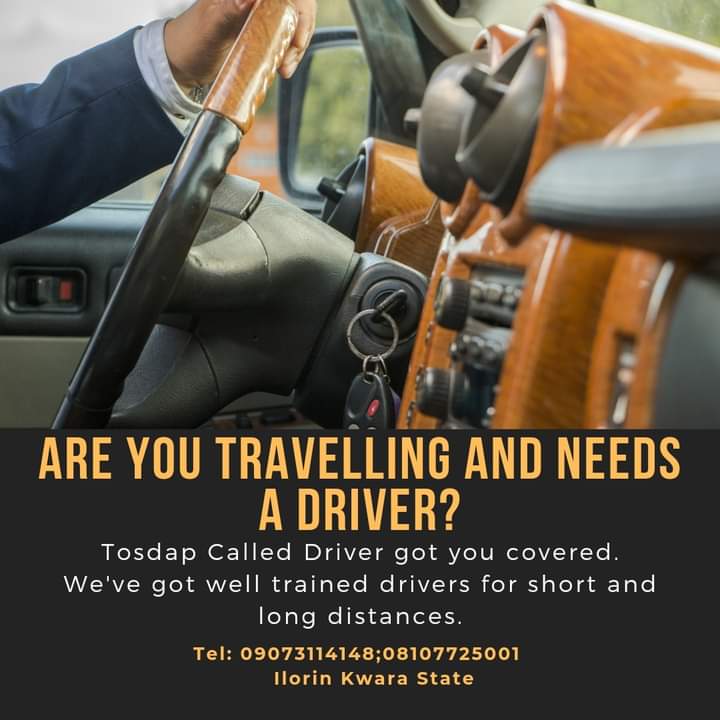 ARE YOU TRAVELLING AND NEEDS
A DRIVER?
Tosdap Called Driver got you covered.
We've got well trained drivers for short and
long distances.
Tel: 09073114148;08107725001
Ilorin Kwara State